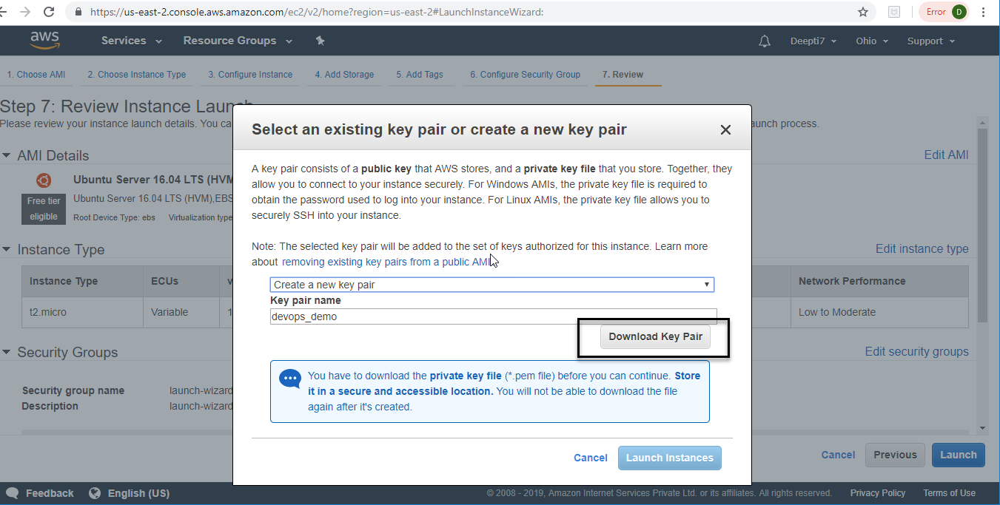 https://us-east-2.console.aws.amazon.com/ec2/v2/home?region=us-east-2#LaunchInstanceWizard:
Error D
aws Services Resource Groups Deepti7 Ohio Support
1. Choose AMI 2. Choose Instance Type 3. Configure Instance 4. Add Storage 5. Add Tags 6. Configure Security Group 7. Review
Step 7: Review Instance Launch
Please review your instance launch details. You ca
aunch process.
AMI Details
Edit AMI
Ubuntu Server 16.04 LTS (HVM
Free tier eligible
Ubuntu Server 16.04 LTS (HVM),EBS
Root Device Type: ebs Virtualization type
Instance Type
Edit instance type
Instance Type ECUs v Network Performance
t2.micro Variable 1 Low to Moderate
Security Groups
Edit security groups
Security group name launch-wizard
Description launch-wizard
Select an existing key pair or create a new key pair
A key pair consists of a public key that AWS stores, and a private key file that you store. Together, they
allow you to connect to your instance securely. For Windows AMIs, the private key file is required to
obtain the password used to log into your instance. For Linux AMIs, the private key file allows you to
securely SSH into your instance.
Note: The selected key pair will be added to the set of keys authorized for this instance. Learn more
about removing existing key pairs from a public AMI
Create a new key pair
Key pair name
devops_demo
Download Key Pair
You have to download the private key file (*.pem file) before you can continue. Store
it in a secure and accessible location. You will not be able to download the file
again after it's created.
Cancel Launch Instances
Cancel Previous Launch
Feedback English (US) © 2008 - 2019, Amazon Internet Services Private Ltd. or its affiliates. All rights reserved. Privacy Policy Terms of Use